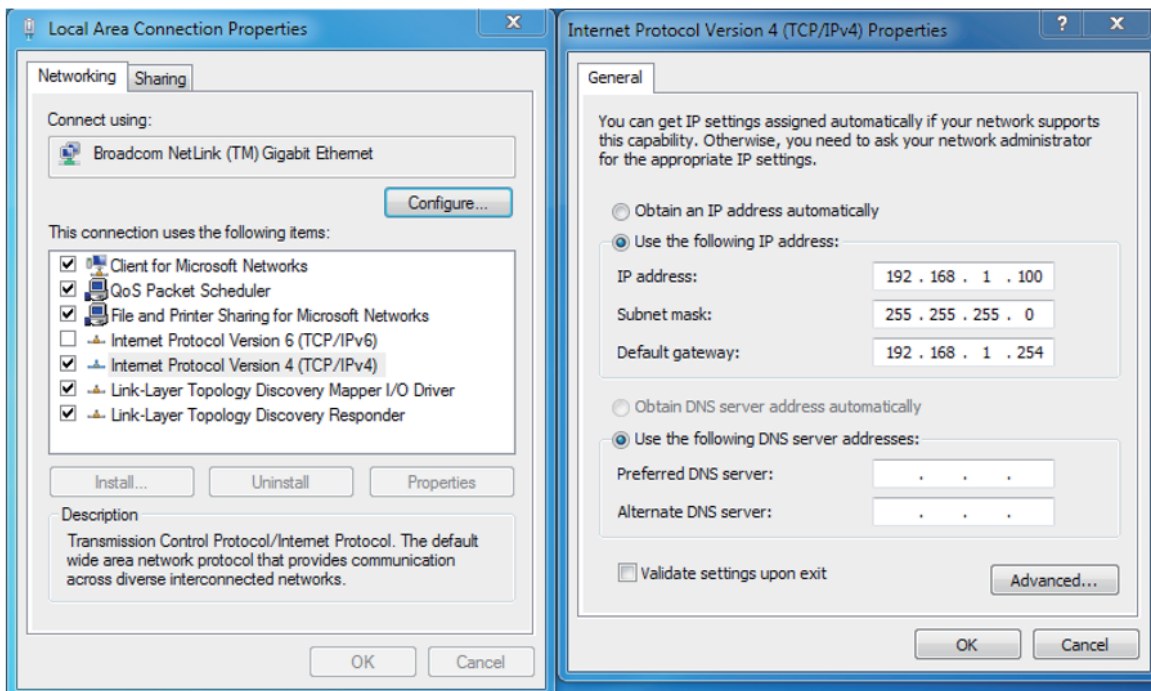 Local Area Connection Properties
Networking
Sharing
Connect using:
Broadcom NetLink (TM) Gigabit Ethernet
Configure...
This connection uses the following items:
Client for Microsoft Networks
QoS Packet Scheduler
File and Printer Sharing for Microsoft Networks
Internet Protocol Version 6 (TCP/IPv6)
Internet Protocol Version 4 (TCP/IPv4)
Link-Layer Topology Discovery Mapper I/O Driver
Link-Layer Topology Discovery Responder
Install...
Uninstall
Properties
Description
Transmission Control Protocol/Internet Protocol. The default
wide area network protocol that provides communication
across diverse interconnected networks.
OK
Cancel
Internet Protocol Version 4 (TCP/IPv4) Properties
General
You can get IP settings assigned automatically if your network supports
this capability. Otherwise, you need to ask your network administrator
for the appropriate IP settings.
Obtain an IP address automatically
Use the following IP address:
IP address: 192 . 168 . 1 . 100
Subnet mask: 255 . 255 . 255 . 0
Default gateway: 192 . 168 . 1 . 254
Obtain DNS server address automatically
Use the following DNS server addresses:
Preferred DNS server: . . .
Alternate DNS server: . . .
Validate settings upon exit
Advanced...
OK
Cancel